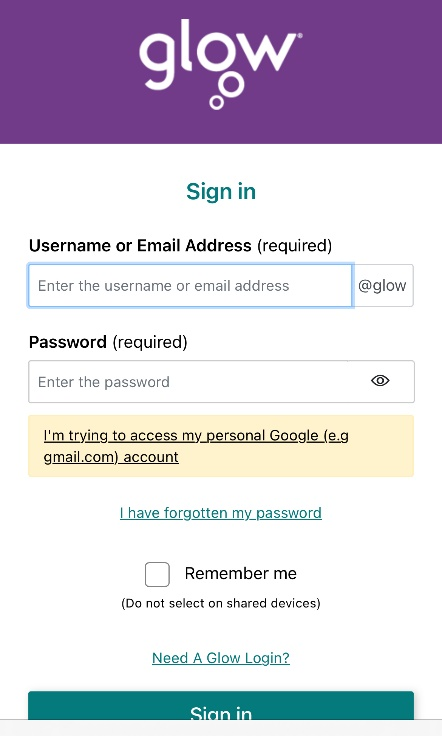 glow
Sign in
Username or Email Address (required)
Enter the username or email address
@glow
Password (required)
Enter the password
I'm trying to access my personal Google (e.g
gmail.com) account
I have forgotten my password
Remember me
(Do not select on shared devices)
Need A Glow Login?
Sign in